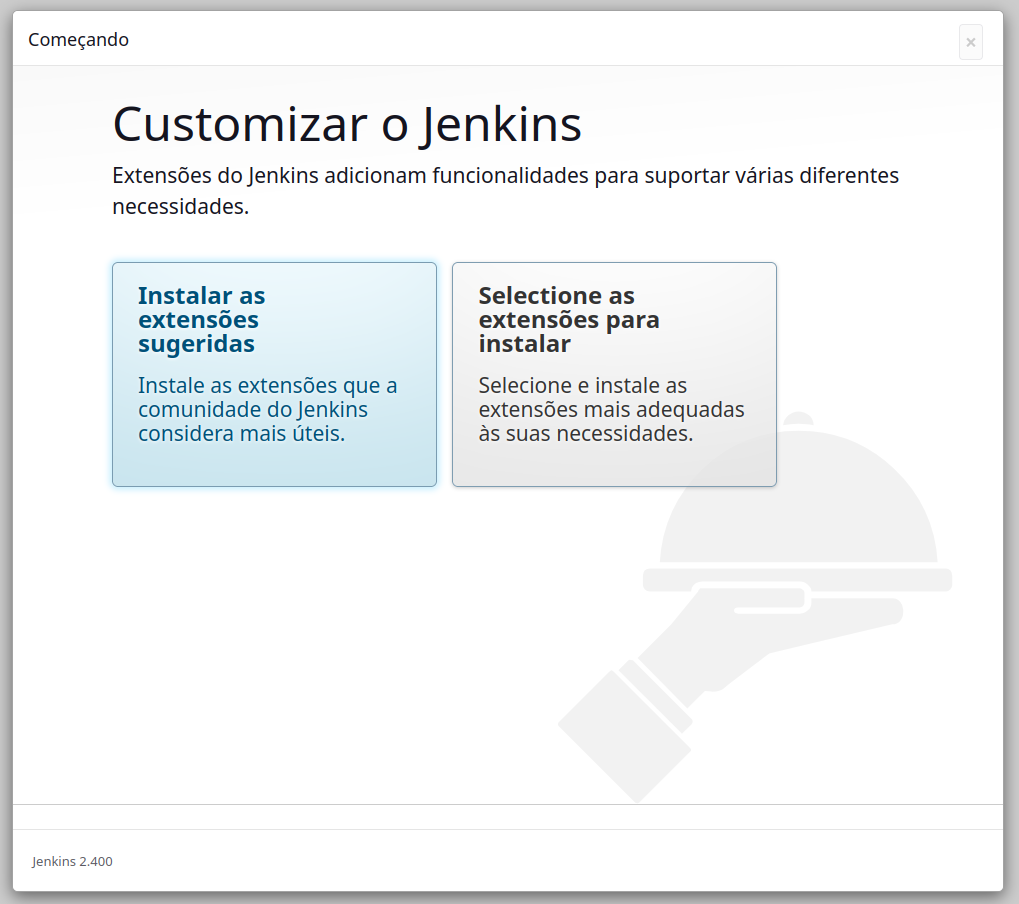 Começando
×
Customizar o Jenkins
Extensões do Jenkins adicionam funcionalidades para suportar várias diferentes
necessidades.
Instalar as
extensões
sugeridas
Instale as extensões que a
comunidade do Jenkins
considera mais úteis.
Selectione as
extensões para
instalar
Selecione e instale as
extensões mais adequadas
às suas necessidades.
Jenkins 2.400